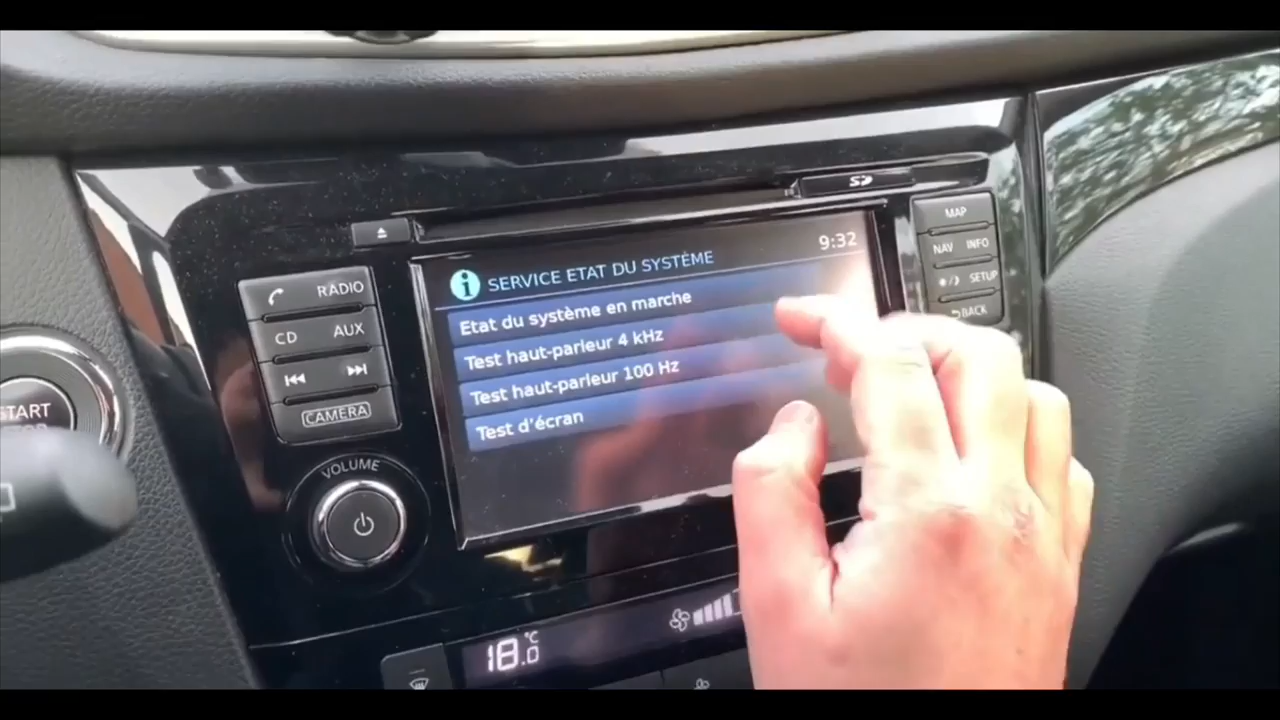 SD
MAP
NAV INFO
SETUP
BACK
9:32
i SERVICE ETAT DU SYSTÈME
Etat du système en marche
Test haut-parleur 4 kHz
Test haut-parleur 100 Hz
Test d'écran
RADIO
CD AUX
CAMERA
VOLUME
START
18.0 °C